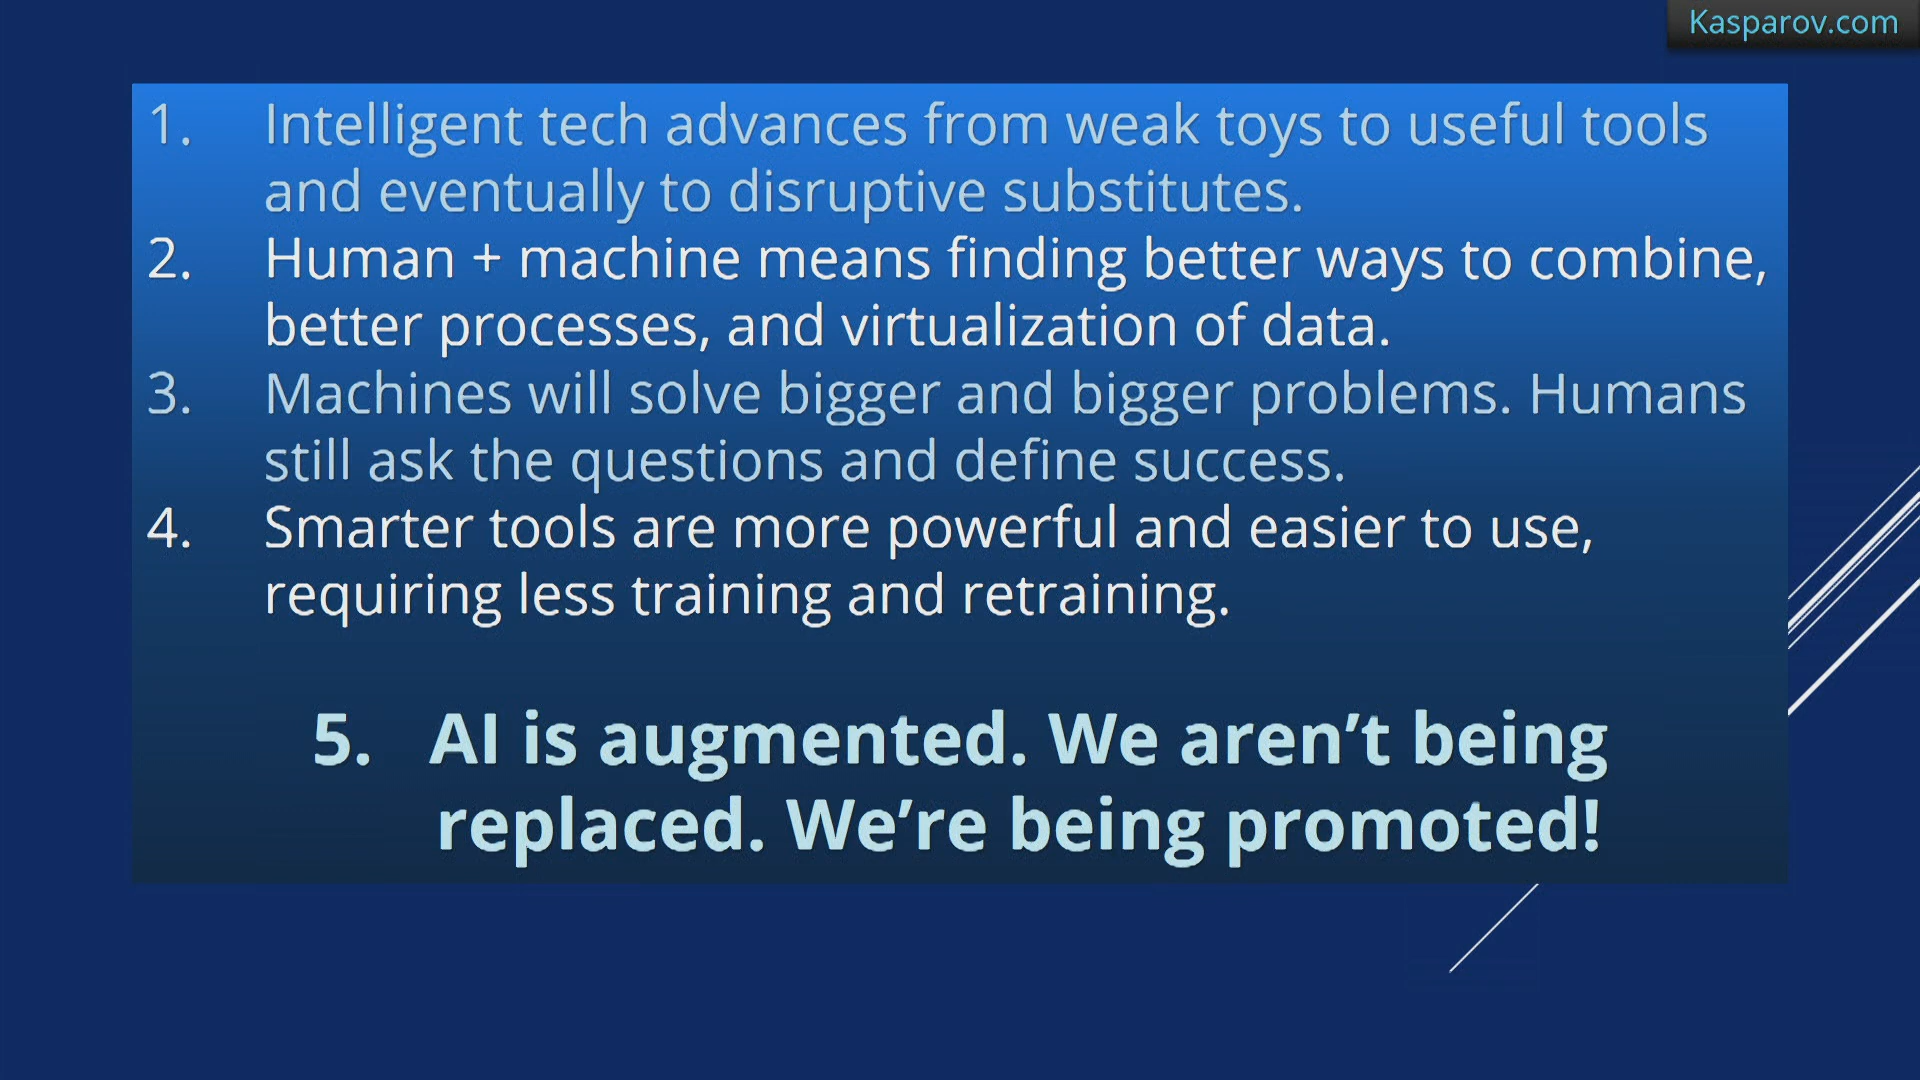 Kasparov.com
1. Intelligent tech advances from weak toys to useful tools
and eventually to disruptive substitutes.
2. Human + machine means finding better ways to combine,
better processes, and virtualization of data.
3. Machines will solve bigger and bigger problems. Humans
still ask the questions and define success.
4. Smarter tools are more powerful and easier to use,
requiring less training and retraining.
5. AI is augmented. We aren’t being
replaced. We’re being promoted!